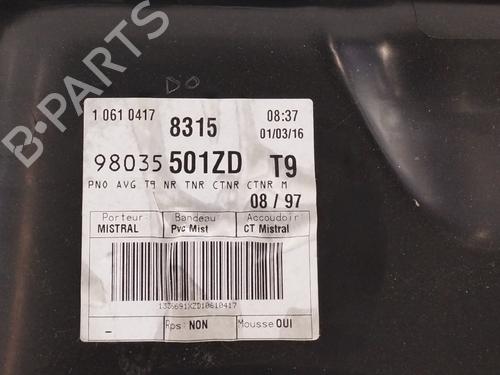 B-PARTS
DO
1 061 0417 8315 08:37
01/03/16
98035 501ZD T9
PNO AVG T9 NR TNR CTNR CTNR M
08 / 97
Porteur Bandeau Accoudoir
MISTRAL Pvc Mist CT Mistral
- Rps: NON Mousse OUI